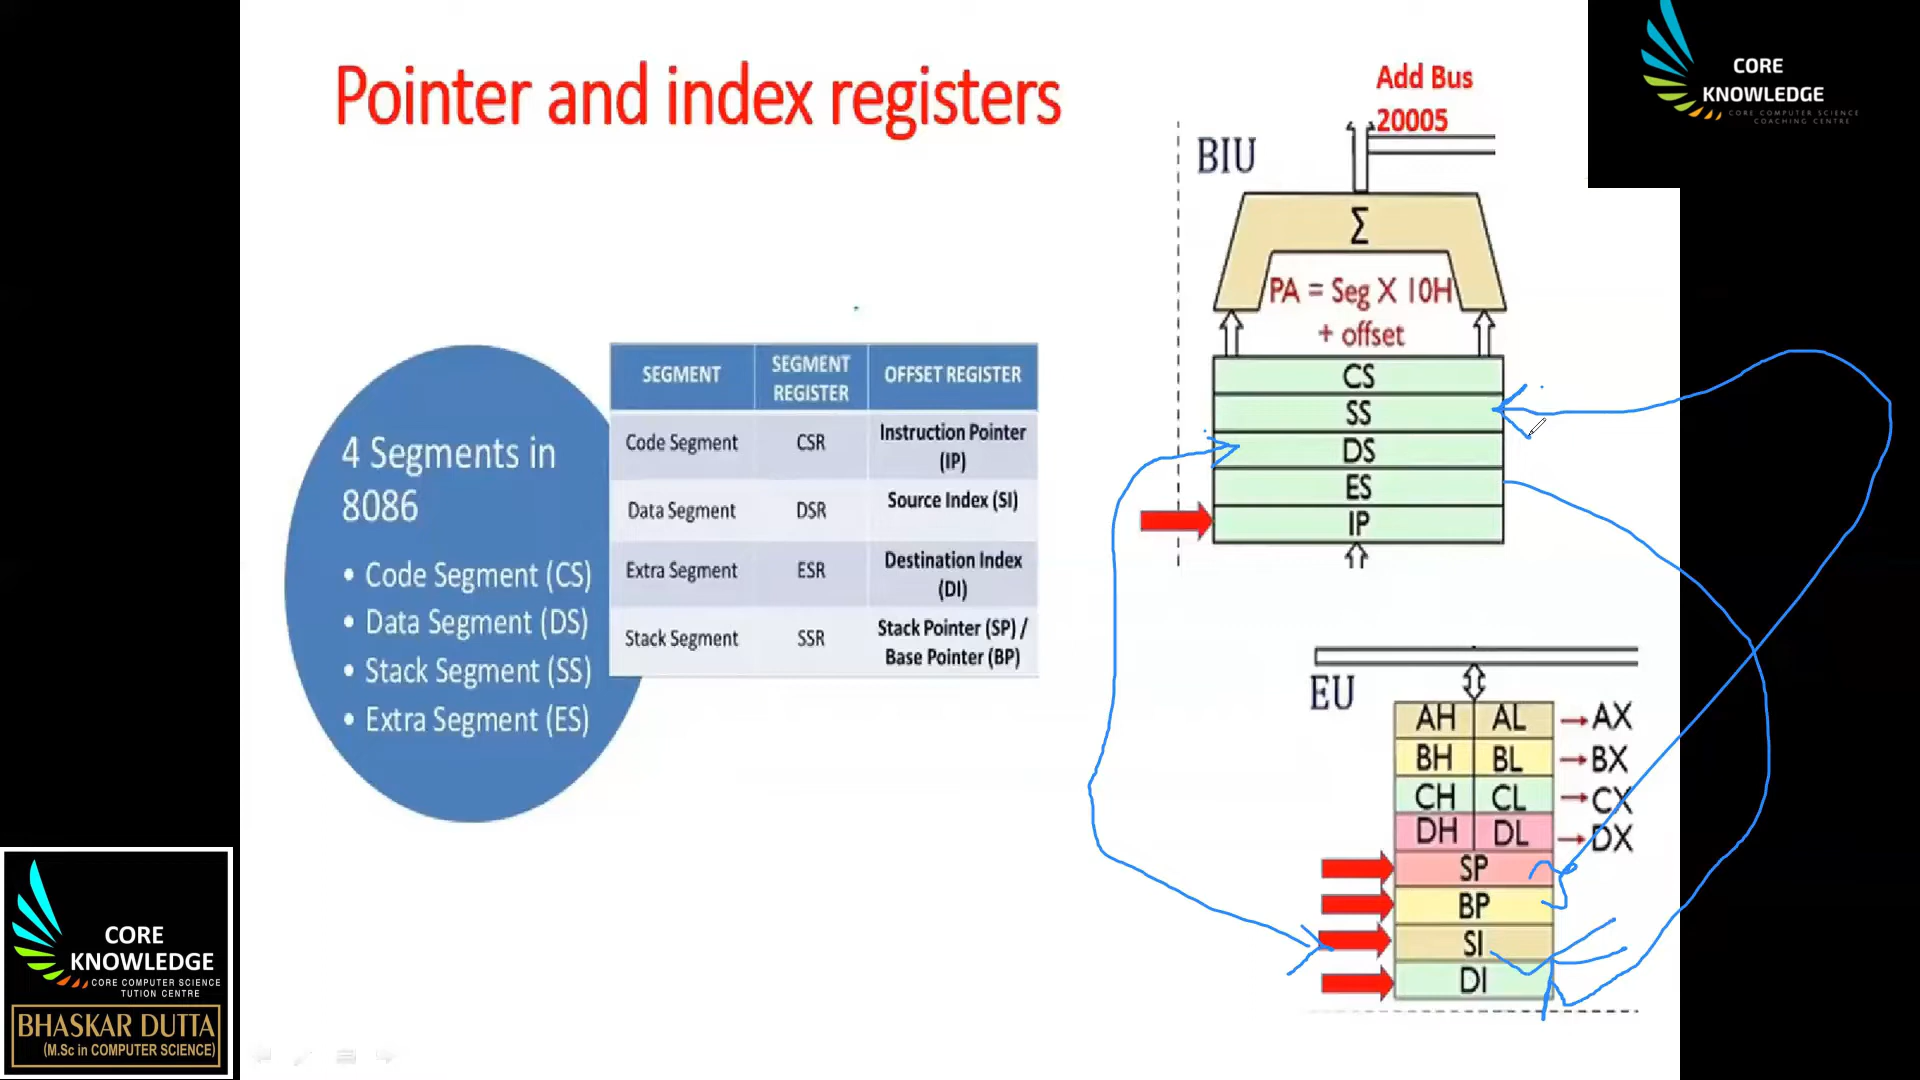 Pointer and index registers
4 Segments in
8086
• Code Segment (CS)
• Data Segment (DS)
• Stack Segment (SS)
• Extra Segment (ES)
SEGMENT
SEGMENT
REGISTER
OFFSET REGISTER
Code Segment
CSR
Instruction Pointer
(IP)
Data Segment
DSR
Source Index (SI)
Extra Segment
ESR
Destination Index
(DI)
Stack Segment
SSR
Stack Pointer (SP) /
Base Pointer (BP)
Add Bus
20005
BIU
Σ
PA = Seg X 10H
+ offset
CS
SS
DS
ES
IP
EU
AH AL AX
BH BL BX
CH CL CX
DH DL DX
SP
BP
SI
DI
CORE
KNOWLEDGE
CORE COMPUTER SCIENCE
COACHING CENTRE
CORE
KNOWLEDGE
CORE COMPUTER SCIENCE
TUTION CENTRE
BHASKAR DUTTA
(M.Sc in COMPUTER SCIENCE)